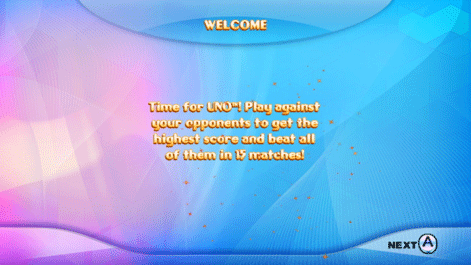 WELCOME
Time for UNO™! Play against
your opponents to get the
highest score and beat all
of them in 15 matches!
NEXT A